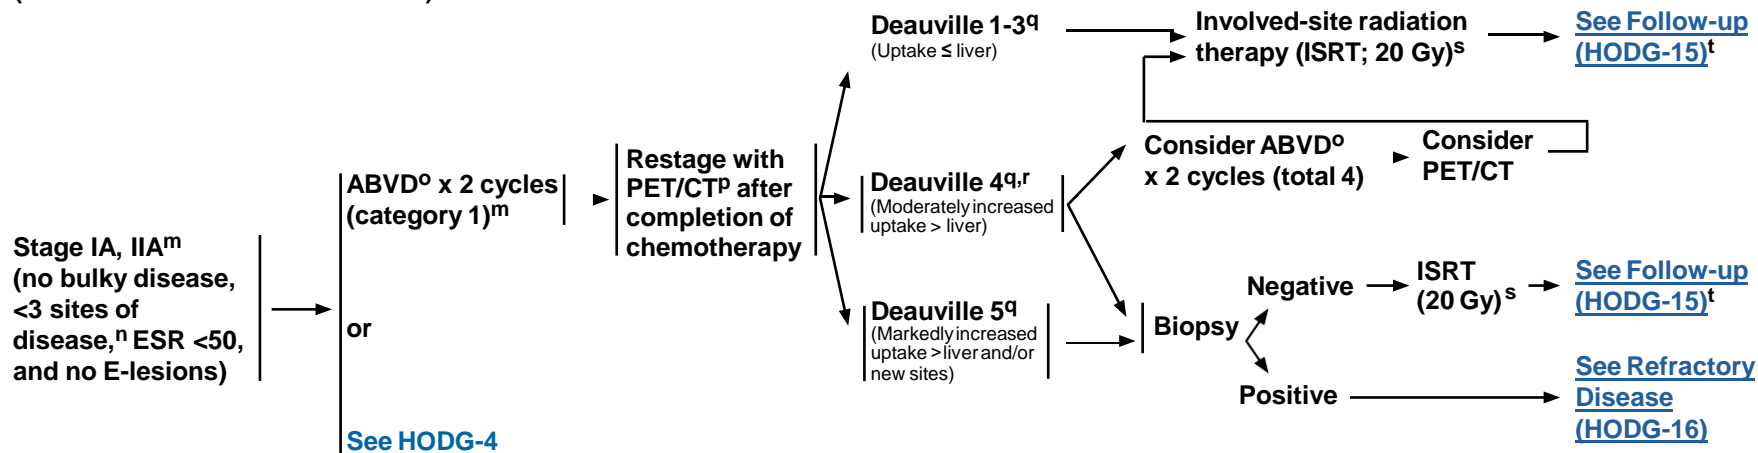 Stage IA, IIAm
(no bulky disease,
<3 sites of
disease,n ESR <50,
and no E-lesions)
ABVDo x 2 cycles
(category 1)m
or
See HODG-4
Restage with
PET/CTp after
completion of
chemotherapy
Deauville 1-3q
(Uptake ≤ liver)
Deauville 4q,r
(Moderately increased
uptake > liver)
Deauville 5q
(Markedly increased
uptake > liver and/or
new sites)
Involved-site radiation
therapy (ISRT; 20 Gy)s
See Follow-up
(HODG-15)t
Consider ABVDo
x 2 cycles (total 4)
Consider
PET/CT
Biopsy
Negative
ISRT
(20 Gy)s
See Follow-up
(HODG-15)t
Positive
See Refractory
Disease
(HODG-16)